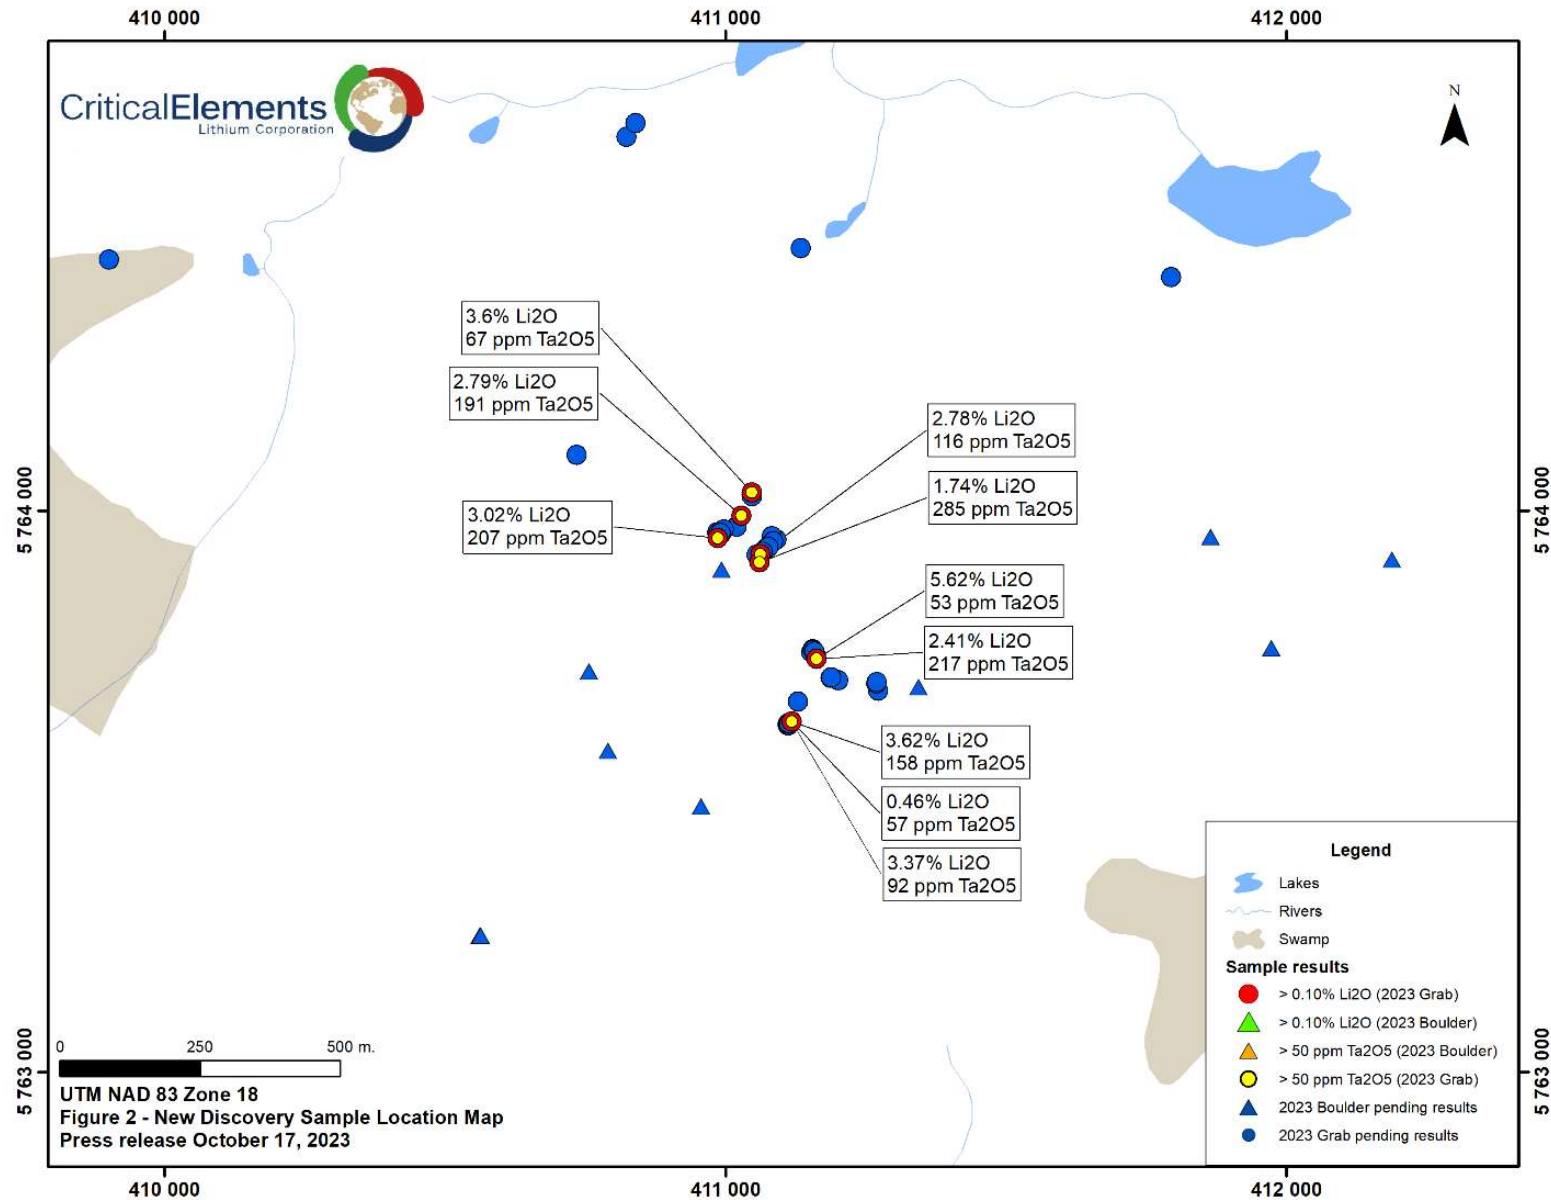 410 000
411 000
412 000
CriticalElements
Lithium Corporation
N
3.6% Li2O
67 ppm Ta2O5
2.79% Li2O
191 ppm Ta2O5
2.78% Li2O
116 ppm Ta2O5
1.74% Li2O
285 ppm Ta2O5
3.02% Li2O
207 ppm Ta2O5
5 764 000
5 764 000
5.62% Li2O
53 ppm Ta2O5
2.41% Li2O
217 ppm Ta2O5
3.62% Li2O
158 ppm Ta2O5
0.46% Li2O
57 ppm Ta2O5
3.37% Li2O
92 ppm Ta2O5
Legend
Lakes
Rivers
Swamp
Sample results
> 0.10% Li2O (2023 Grab)
> 0.10% Li2O (2023 Boulder)
> 50 ppm Ta2O5 (2023 Boulder)
> 50 ppm Ta2O5 (2023 Grab)
2023 Boulder pending results
2023 Grab pending results
0 250 500 m.
5 763 000
5 763 000
UTM NAD 83 Zone 18
Figure 2 - New Discovery Sample Location Map
Press release October 17, 2023
410 000
411 000
412 000